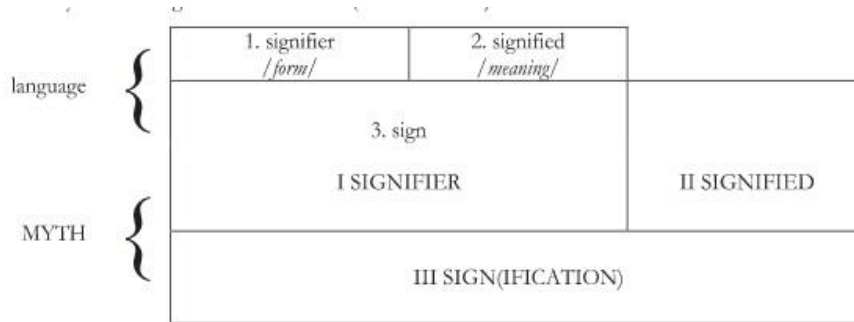 1. signifier
/form/
2. signified
/meaning/
language
3. sign
I SIGNIFIER
II SIGNIFIED
MYTH
III SIGN(IFICATION)